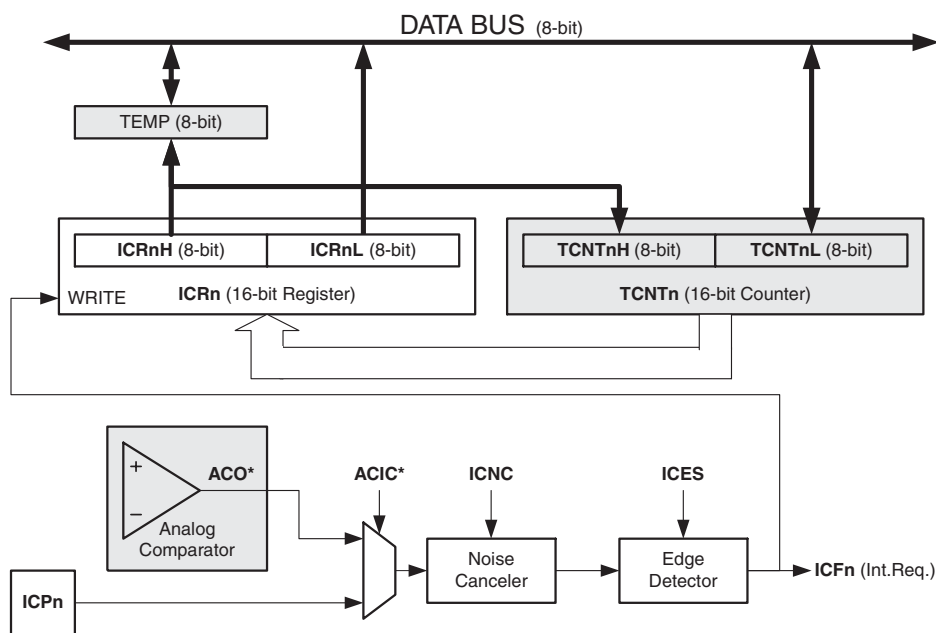 DATA BUS (8-bit)
TEMP (8-bit)
ICRnH (8-bit) ICRnL (8-bit) TCNTnH (8-bit) TCNTnL (8-bit)
WRITE ICRn (16-bit Register) TCNTn (16-bit Counter)
+ ACO* ACIC* ICNC ICES
−
Analog
Comparator
Noise
Canceler
Edge
Detector
ICFn (Int.Req.)
ICPn